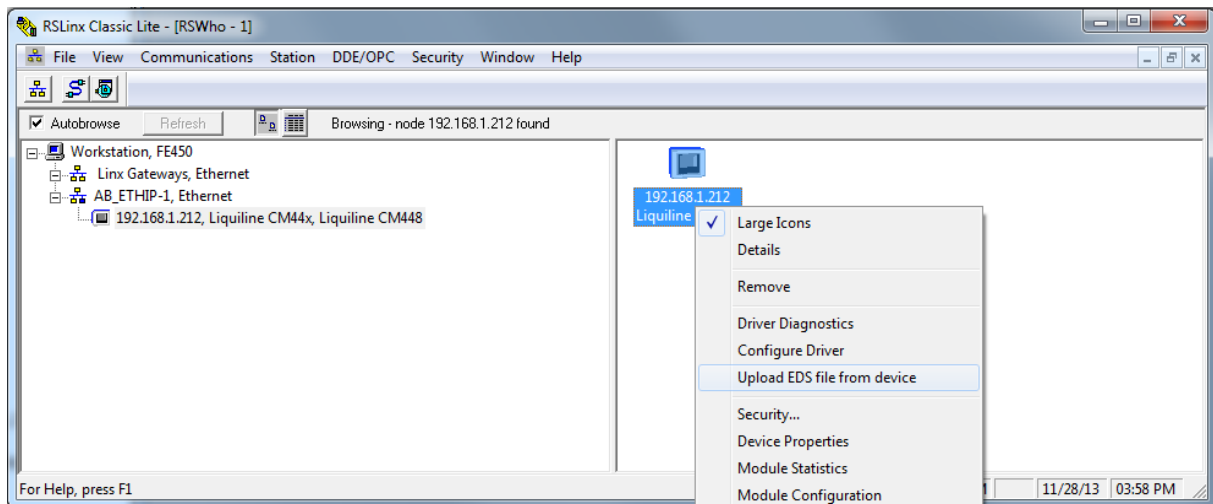 RSLinx Classic Lite - [RSWho - 1]
File View Communications Station DDE/OPC Security Window Help
Autobrowse Refresh Browsing - node 192.168.1.212 found
Workstation, FE450
Linx Gateways, Ethernet
AB_ETHIP-1, Ethernet
192.168.1.212, Liquiline CM44x, Liquiline CM448
192.168.1.212
Liquiline
Large Icons
Details
Remove
Driver Diagnostics
Configure Driver
Upload EDS file from device
Security...
Device Properties
Module Statistics
Module Configuration
For Help, press F1
11/28/13 03:58 PM